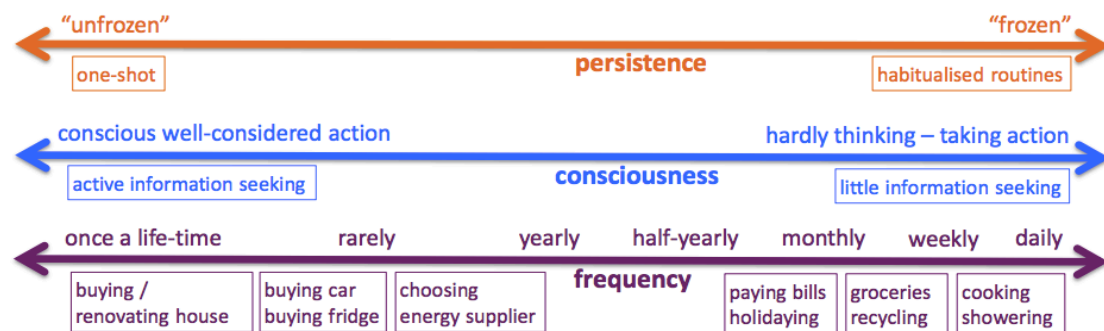 “unfrozen” “frozen”
persistence
one-shot habitualised routines
conscious well-considered action hardly thinking – taking action
consciousness
active information seeking little information seeking
once a life-time rarely yearly half-yearly monthly weekly daily
frequency
buying / buying car choosing paying bills groceries cooking
renovating house buying fridge energy supplier holidaying recycling showering